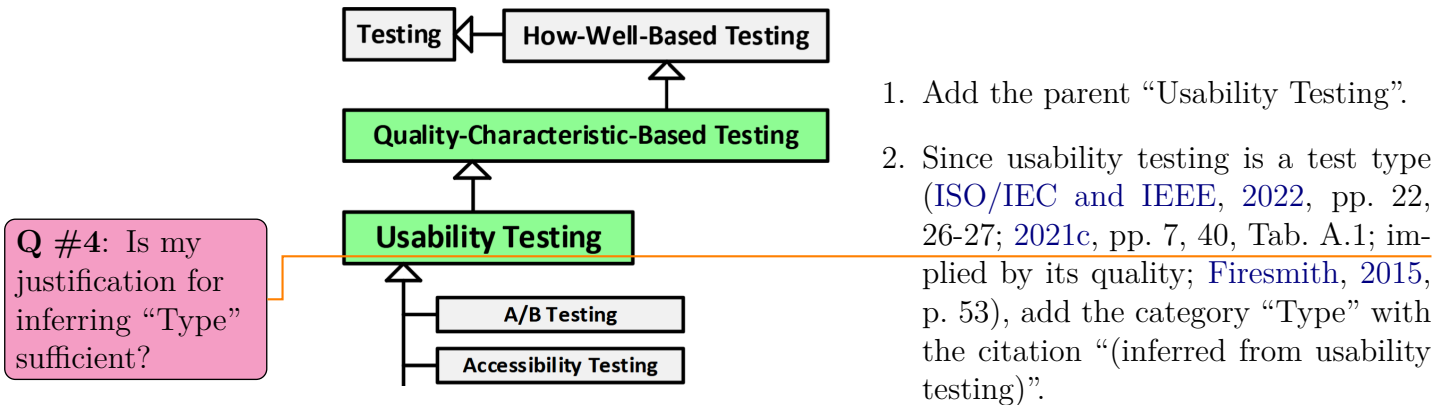 Testing
How-Well-Based Testing
Quality-Characteristic-Based Testing
Usability Testing
A/B Testing
Accessibility Testing
Q #4: Is my
justification for
inferring “Type”
sufficient?
1. Add the parent “Usability Testing”.
2. Since usability testing is a test type
(ISO/IEC and IEEE, 2022, pp. 22,
26-27; 2021c, pp. 7, 40, Tab. A.1; im-
plied by its quality; Firesmith, 2015,
p. 53), add the category “Type” with
the citation “(inferred from usability
testing)”.